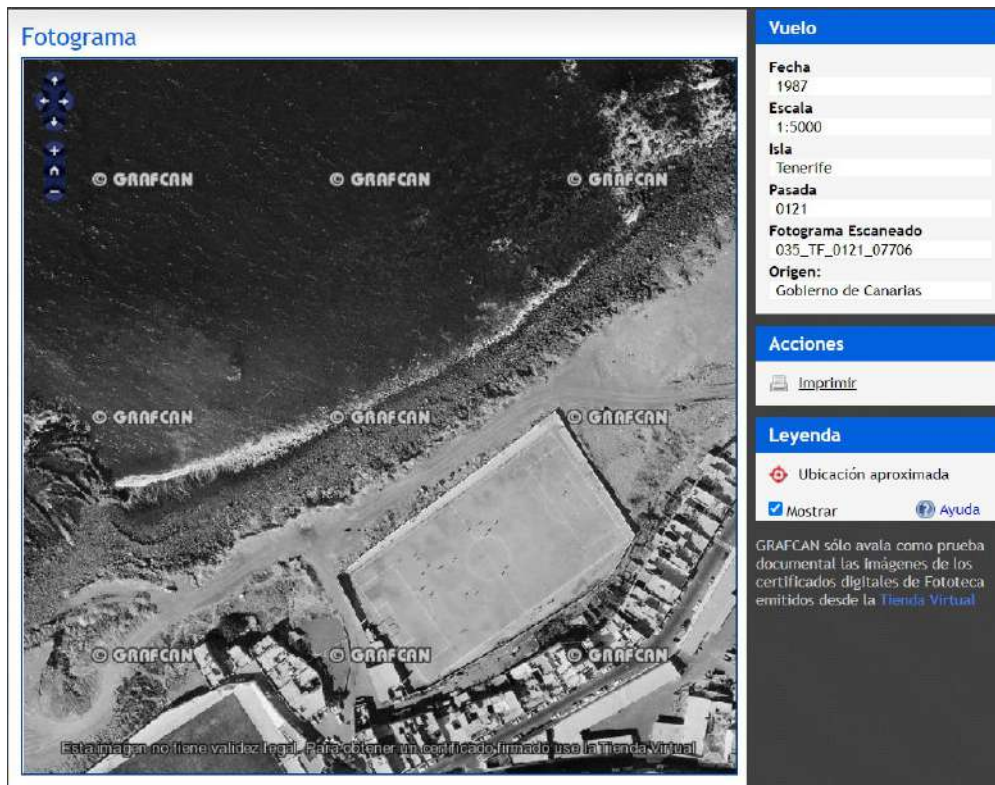 Fotograma
© GRAFCAN © GRAFCAN © GRAFCAN
© GRAFCAN © GRAFCAN © GRAFCAN
© GRAFCAN © GRAFCAN © GRAFCAN
Esta imagen no tiene validez legal. Para obtener un certificado firmado use la Tienda Virtual
Vuelo
Fecha
1987
Escala
1:5000
Isla
Tenerife
Pasada
0121
Fotograma Escaneado
035_TF_0121_07706
Origen:
Gobierno de Canarias
Acciones
Imprimir
Leyenda
Ubicación aproximada
Mostrar Ayuda
GRAFCAN sólo avala como prueba
documental las imágenes de los
certificados digitales de Fototeca
emitidos desde la Tienda Virtual